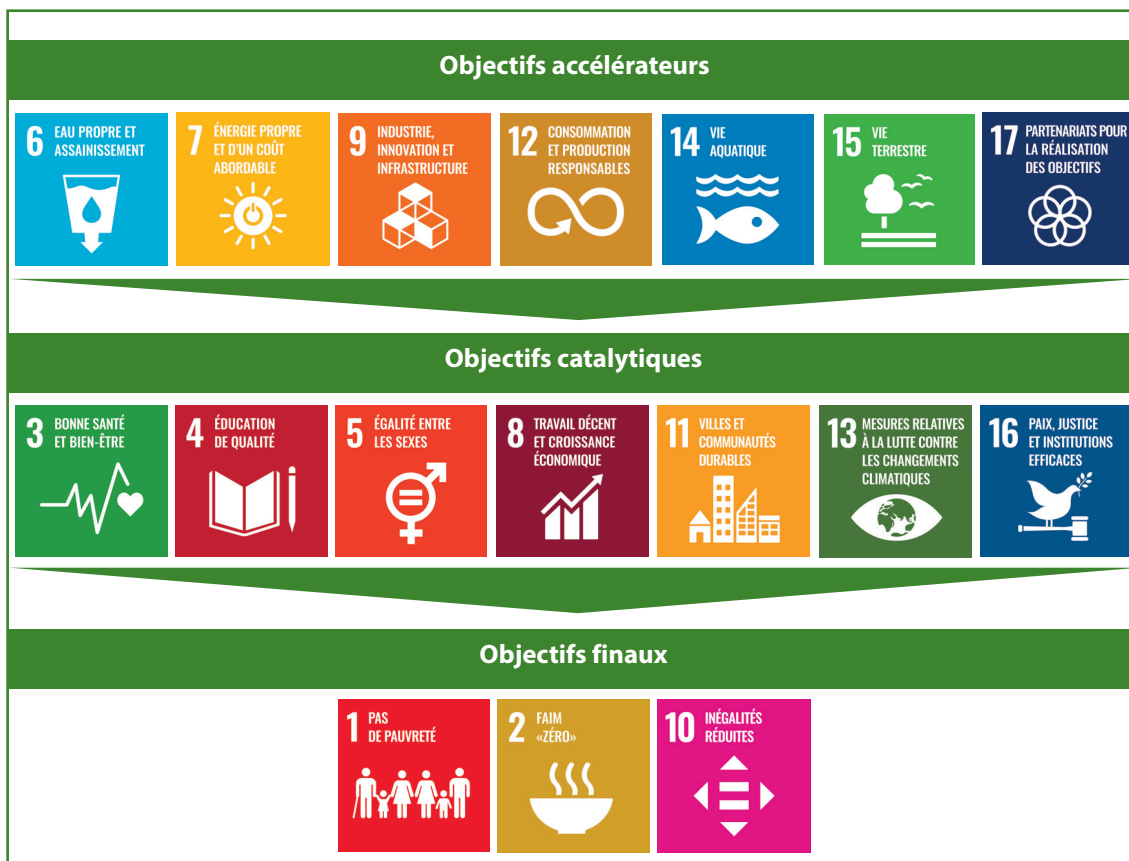 Objectifs accélérateurs
6 EAU PROPRE ET
ASSAINISSEMENT
7 ÉNERGIE PROPRE
ET D'UN COÛT
ABORDABLE
9 INDUSTRIE,
INNOVATION ET
INFRASTRUCTURE
12 CONSOMMATION
ET PRODUCTION
RESPONSABLES
14 VIE
AQUATIQUE
15 VIE
TERRESTRE
17 PARTENARIATS POUR
LA RÉALISATION
DES OBJECTIFS
Objectifs catalytiques
3 BONNE SANTÉ
ET BIEN-ÊTRE
4 ÉDUCATION
DE QUALITÉ
5 ÉGALITÉ ENTRE
LES SEXES
8 TRAVAIL DÉCENT
ET CROISSANCE
ÉCONOMIQUE
11 VILLES ET
COMMUNAUTÉS
DURABLES
13 MESURES RELATIVES
À LA LUTTE CONTRE
LES CHANGEMENTS
CLIMATIQUES
16 PAIX, JUSTICE
ET INSTITUTIONS
EFFICACES
Objectifs finaux
1 PAS
DE PAUVRETÉ
2 FAIM
«ZÉRO»
10 INÉGALITÉS
RÉDUITES